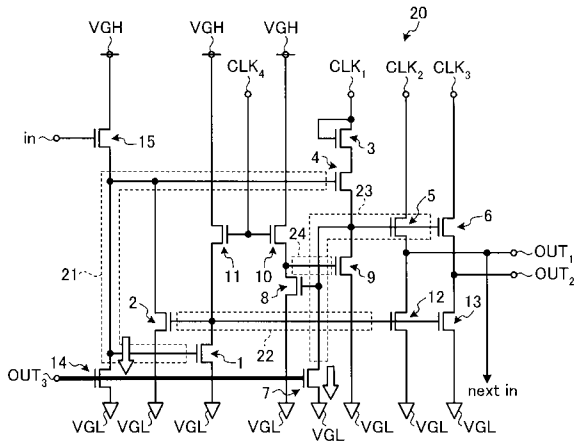 20
VGH VGH VGH
CLK4 CLK1 CLK2 CLK3
in
15
3
4
23
5
6
24
21
11 10
9
OUT1
OUT2
8
2
12 13
22
14
1
OUT3
7
next in
VGL VGL VGL VGL VGL VGL VGL